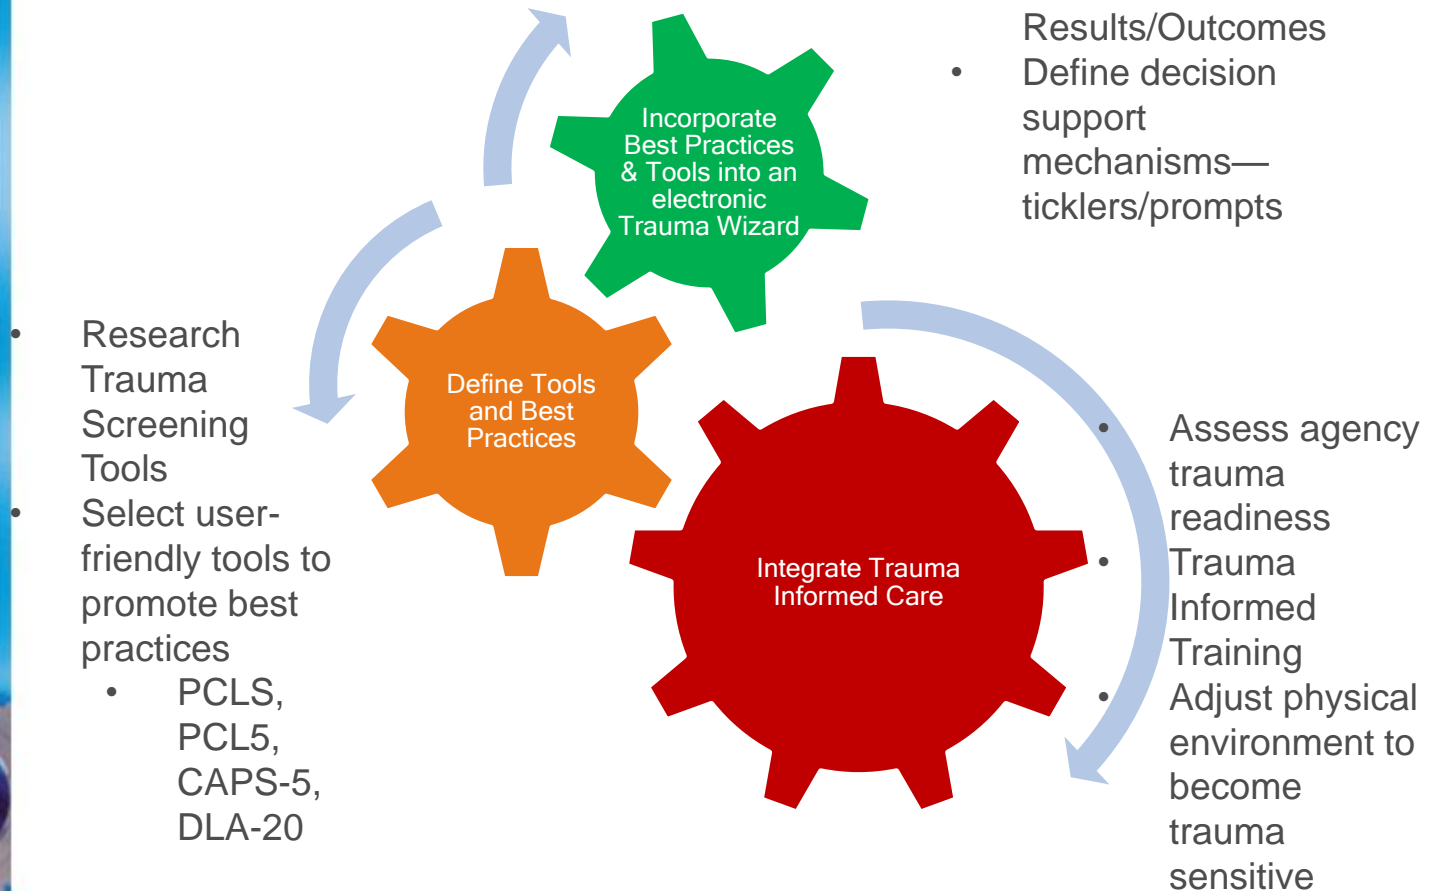 Results/Outcomes
• Define decision
support
mechanisms—
ticklers/prompts
Incorporate
Best Practices
& Tools into an
electronic
Trauma Wizard
• Research
Trauma
Screening
Tools
• Select user-
friendly tools to
promote best
practices
• PCLS,
PCL5,
CAPS-5,
DLA-20
Define Tools
and Best
Practices
Integrate Trauma
Informed Care
• Assess agency
trauma
readiness
• Trauma
Informed
Training
• Adjust physical
environment to
become
trauma
sensitive